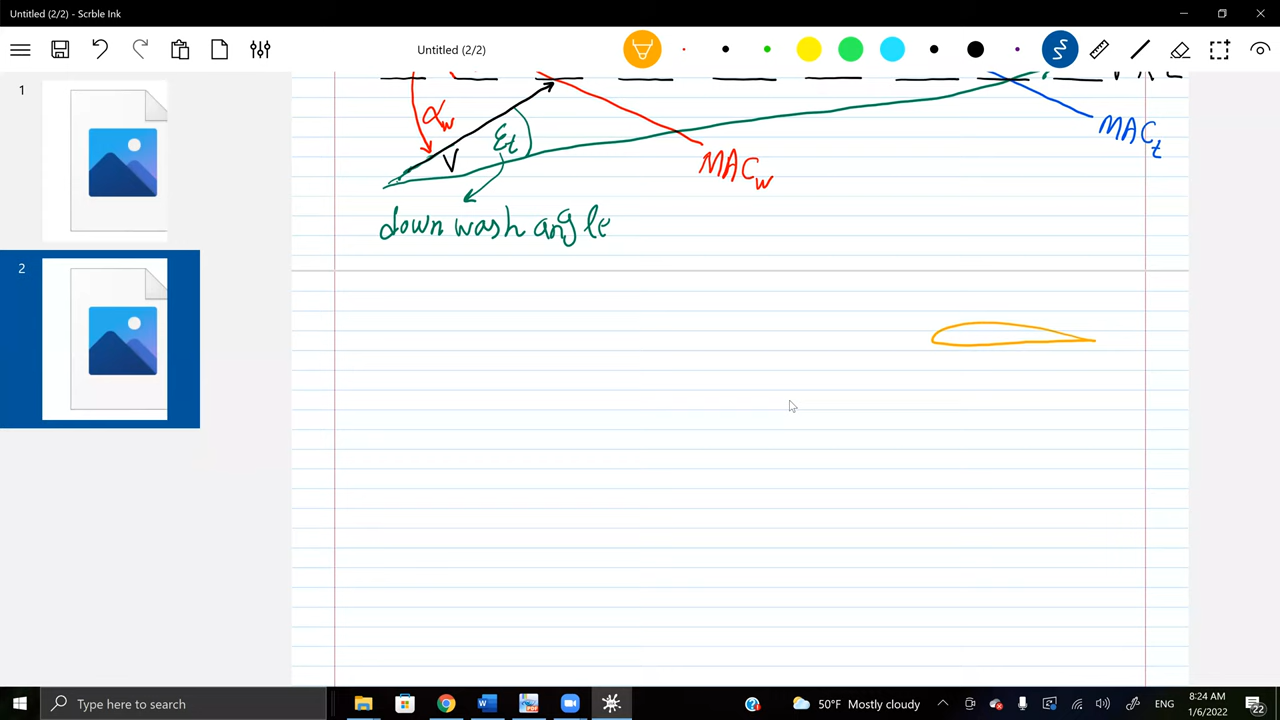 Untitled (2/2) - Scrble Ink
Untitled (2/2)
1
2
αw
V
εt
MACw
MACt
down wash angle
Type here to search
50°F Mostly cloudy
ENG
8:24 AM
1/6/2022
22